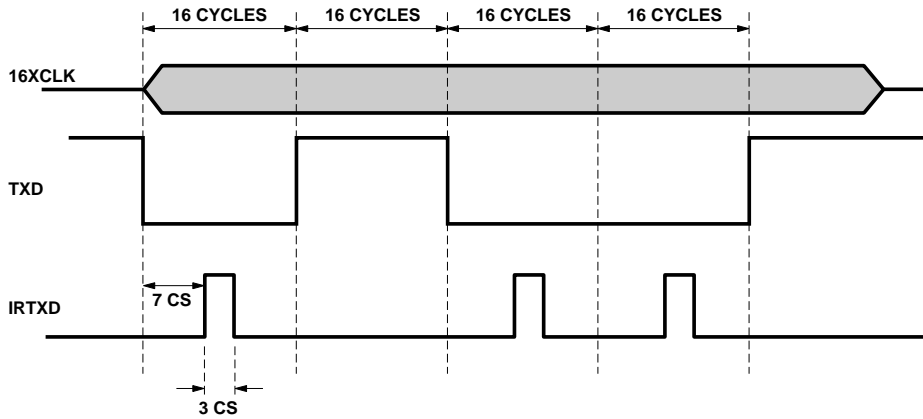 16 CYCLES 16 CYCLES 16 CYCLES 16 CYCLES
16XCLK
TXD
7 CS
IRTXD
3 CS